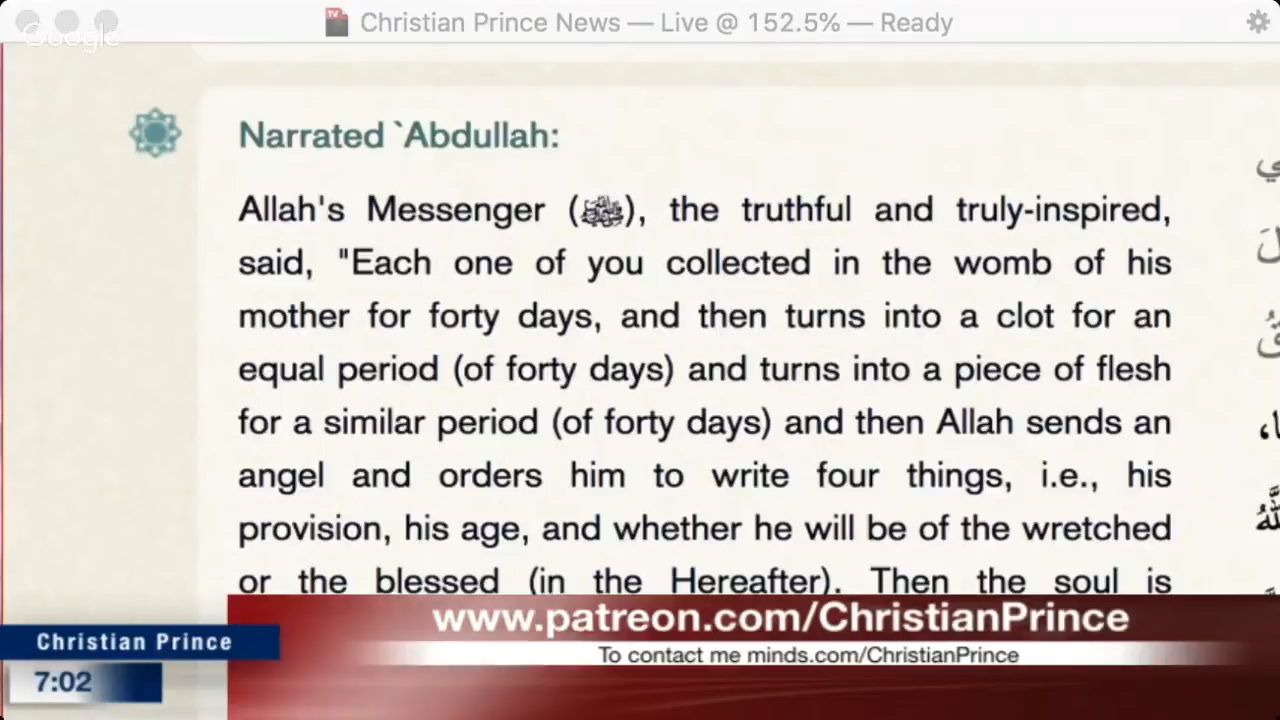 Christian Prince News — Live @ 152.5% — Ready
Google
Narrated `Abdullah:
Allah's Messenger (ﷺ), the truthful and truly-inspired,
said, "Each one of you collected in the womb of his
mother for forty days, and then turns into a clot for an
equal period (of forty days) and turns into a piece of flesh
for a similar period (of forty days) and then Allah sends an
angel and orders him to write four things, i.e., his
provision, his age, and whether he will be of the wretched
or the blessed (in the Hereafter). Then the soul is
www.patreon.com/ChristianPrince
To contact me minds.com/ChristianPrince
Christian Prince
7:02